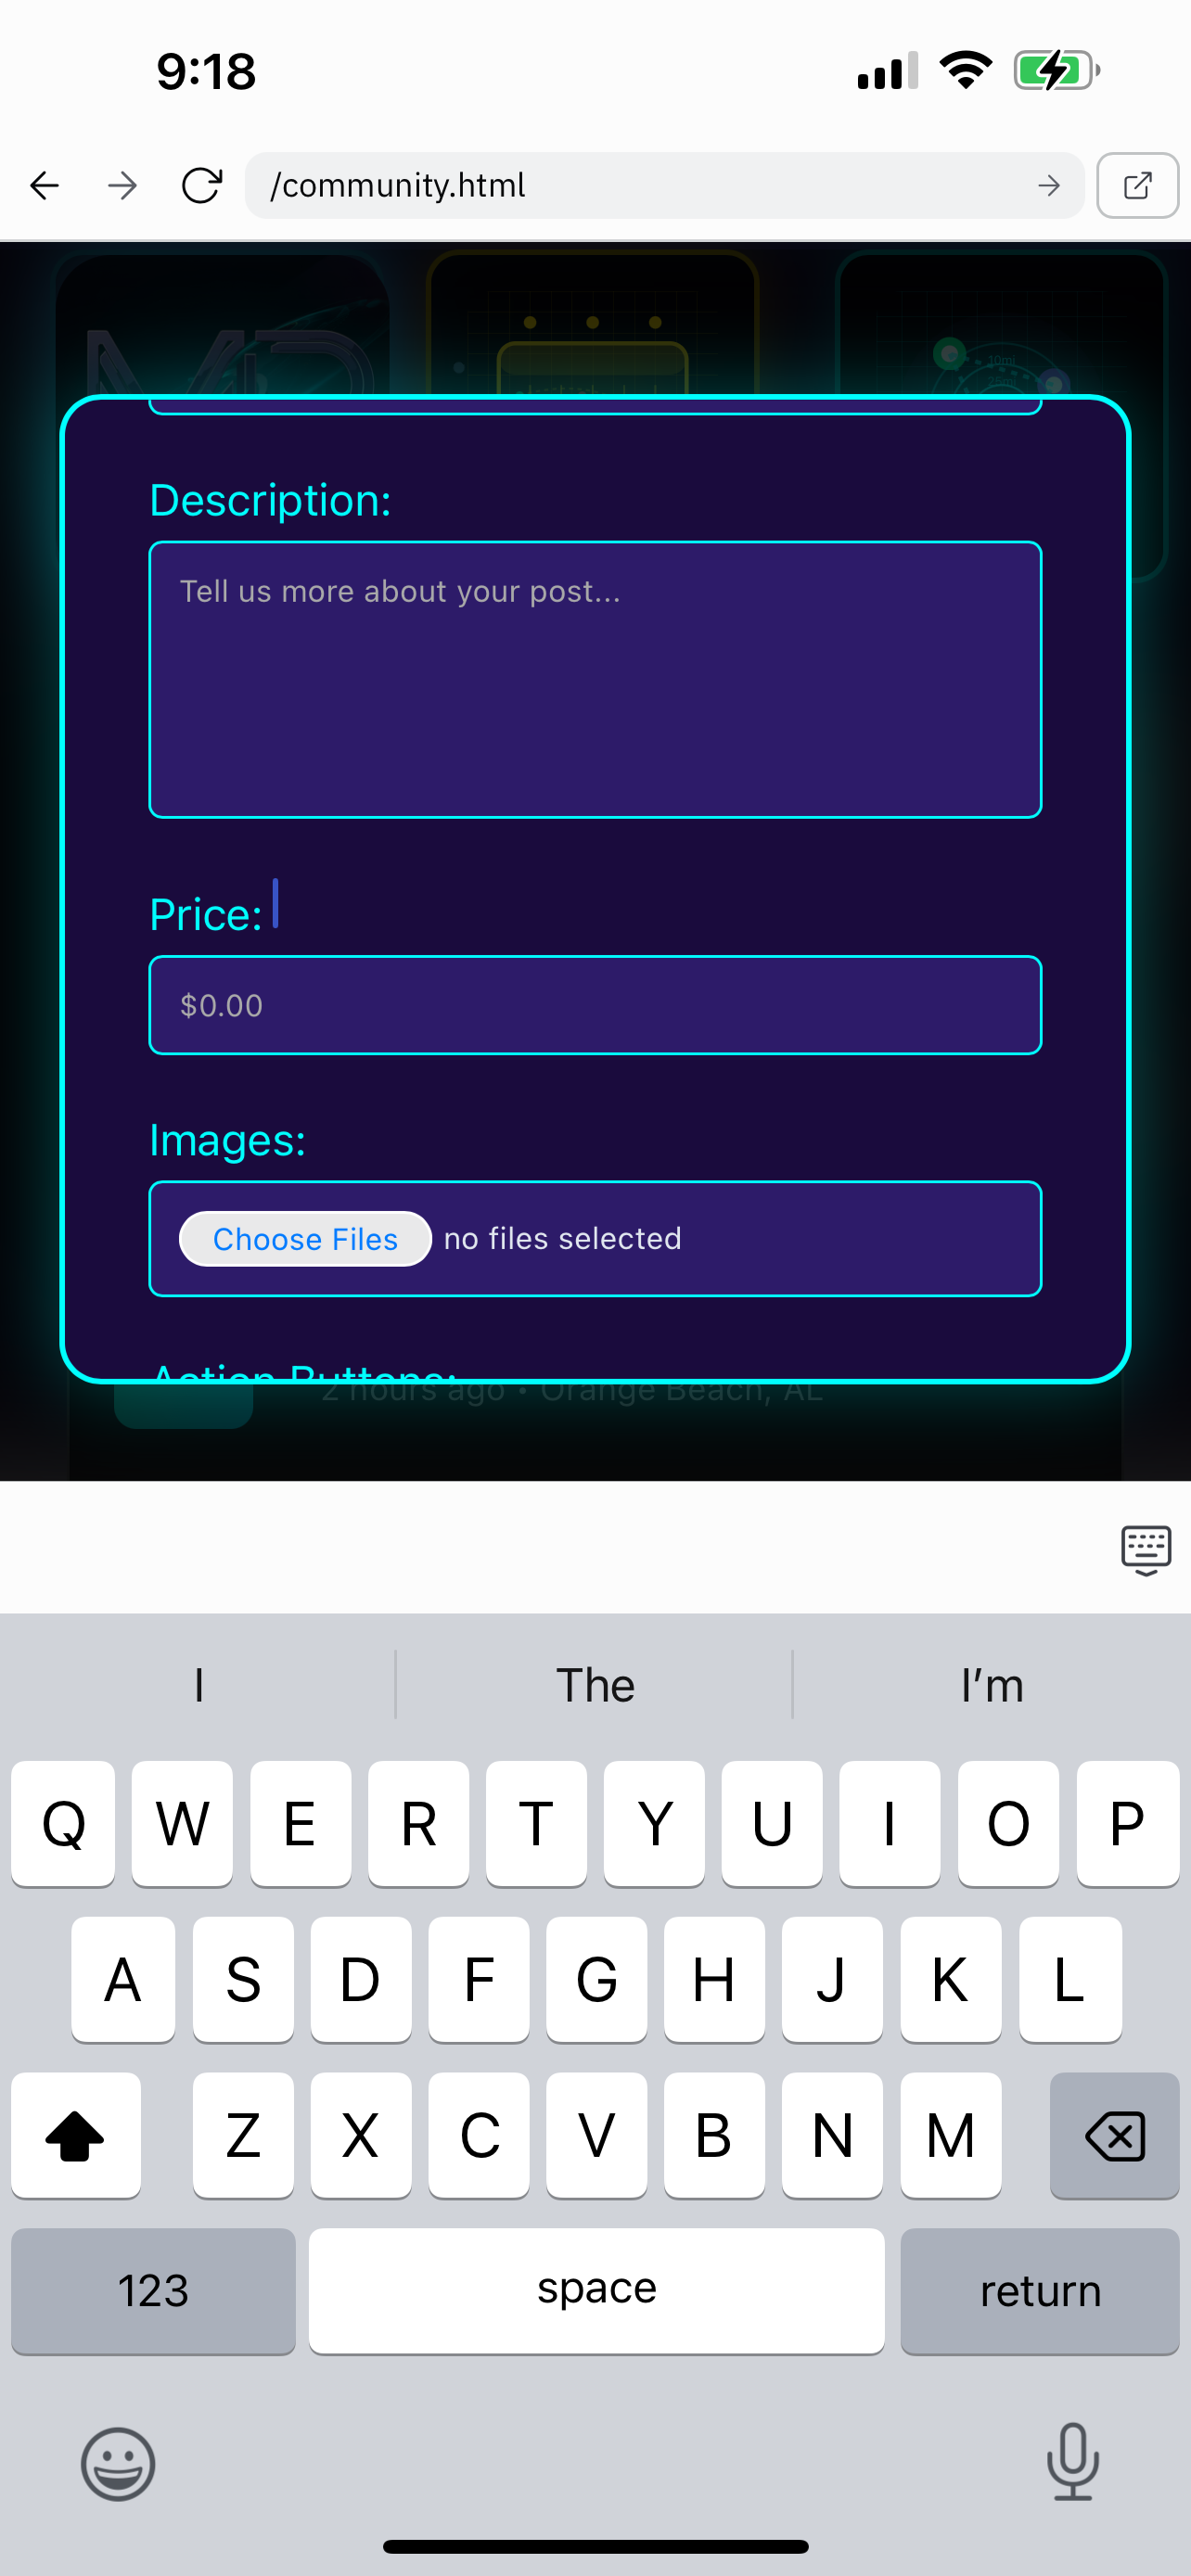 9:18
/community.html
10mi
Description:
Tell us more about your post...
Price:
$0.00
Images:
Choose Files no files selected
Action Buttons:
2 hours ago • Orange Beach, AL
I The I'm
Q W E R T Y U I O P
A S D F G H J K L
Z X C V B N M
123 space return